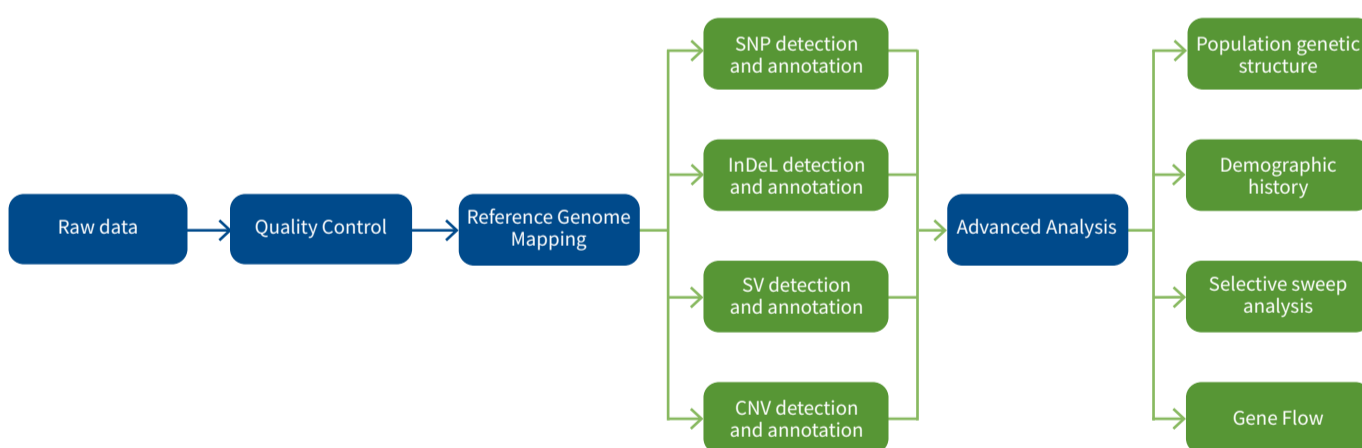 Raw data
Quality Control
Reference Genome
Mapping
SNP detection
and annotation
InDeL detection
and annotation
SV detection
and annotation
CNV detection
and annotation
Advanced Analysis
Population genetic
structure
Demographic
history
Selective sweep
analysis
Gene Flow